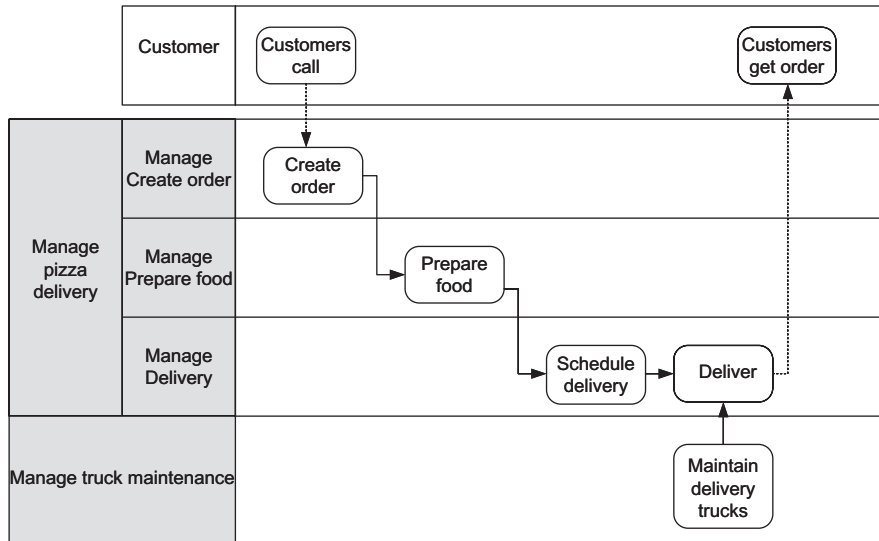 Customer
Customers
call
Customers
get order
Manage
pizza
delivery
Manage
Create order
Create
order
Manage
Prepare food
Prepare
food
Manage
Delivery
Schedule
delivery
Deliver
Manage truck maintenance
Maintain
delivery
trucks